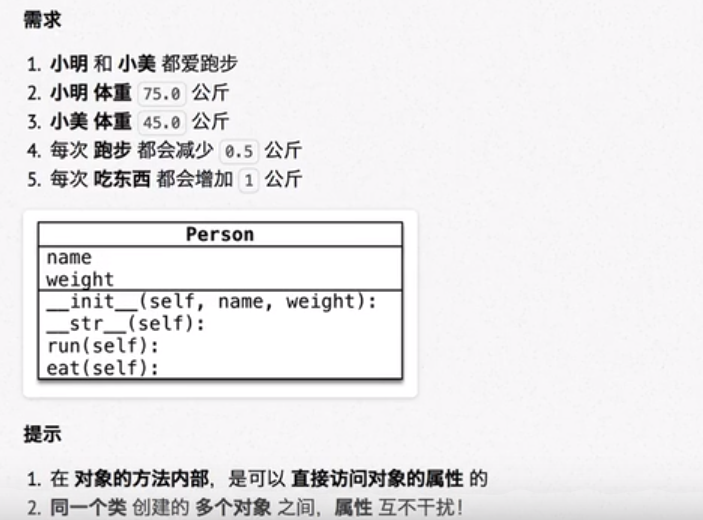 需求
1. 小明 和 小美 都爱跑步
2. 小明 体重 75.0 公斤
3. 小美 体重 45.0 公斤
4. 每次 跑步 都会减少 0.5 公斤
5. 每次 吃东西 都会增加 1 公斤
Person
name
weight
__init__(self, name, weight):
__str__(self):
run(self):
eat(self):
提示
1. 在 对象的方法内部，是可以 直接访问对象的属性 的
2. 同一个类 创建的 多个对象 之间，属性 互不干扰！